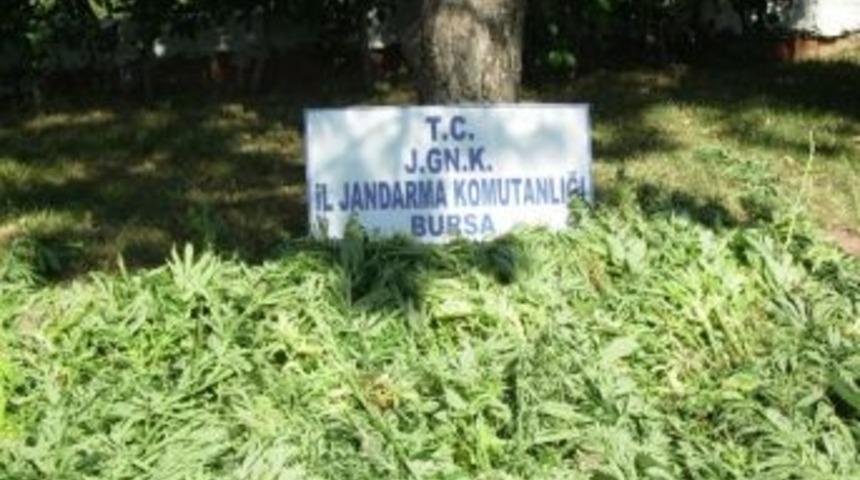 T.C.
J.GN.K.
İL JANDARMA KOMUTANLIĞI
BURSA